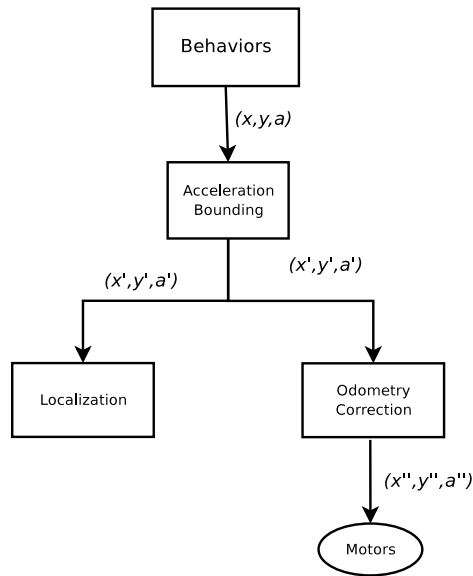 Behaviors
(x,y,a)
Acceleration
Bounding
(x',y',a')
(x',y',a')
Localization
Odometry
Correction
(x'',y'',a'')
Motors